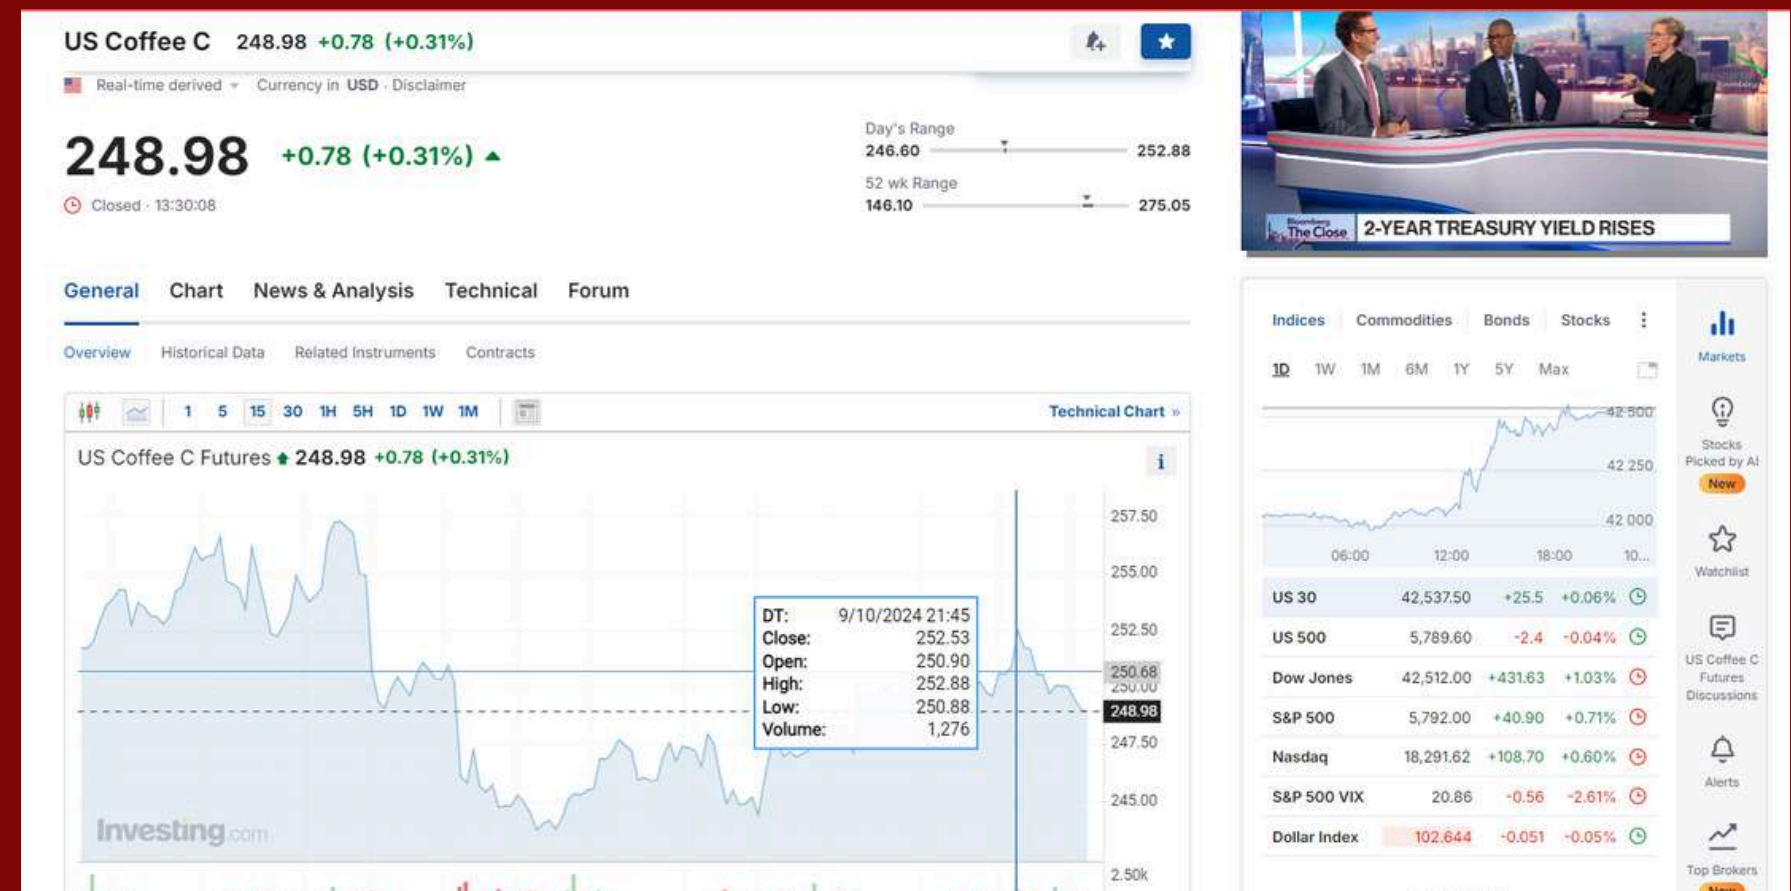 US Coffee C 248.98 +0.78 (+0.31%)
Real-time derived Currency in USD · Disclaimer
248.98 +0.78 (+0.31%)
Closed · 13:30:08
Day's Range
246.60 252.88
52 wk Range
146.10 275.05
Bloomberg
The Close
2-YEAR TREASURY YIELD RISES
General Chart News & Analysis Technical Forum
Overview Historical Data Related Instruments Contracts
1 5 15 30 1H 5H 1D 1W 1M
Technical Chart »
US Coffee C Futures 248.98 +0.78 (+0.31%)
i
257.50
255.00
252.50
250.68
250.00
248.98
247.50
245.00
2.50k
DT: 9/10/2024 21:45
Close: 252.53
Open: 250.90
High: 252.88
Low: 250.88
Volume: 1,276
Investing.com
Indices Commodities Bonds Stocks
1D 1W 1M 6M 1Y 5Y Max
42 500
42 250
42 000
06:00 12:00 18:00 10...
US 30 42,537.50 +25.5 +0.06%
US 500 5,789.60 -2.4 -0.04%
Dow Jones 42,512.00 +431.63 +1.03%
S&P 500 5,792.00 +40.90 +0.71%
Nasdaq 18,291.62 +108.70 +0.60%
S&P 500 VIX 20.86 -0.56 -2.61%
Dollar Index 102.644 -0.051 -0.05%
Markets
Stocks
Picked by AI
New
Watchlist
US Coffee C
Futures
Discussions
Alerts
Top Brokers
New